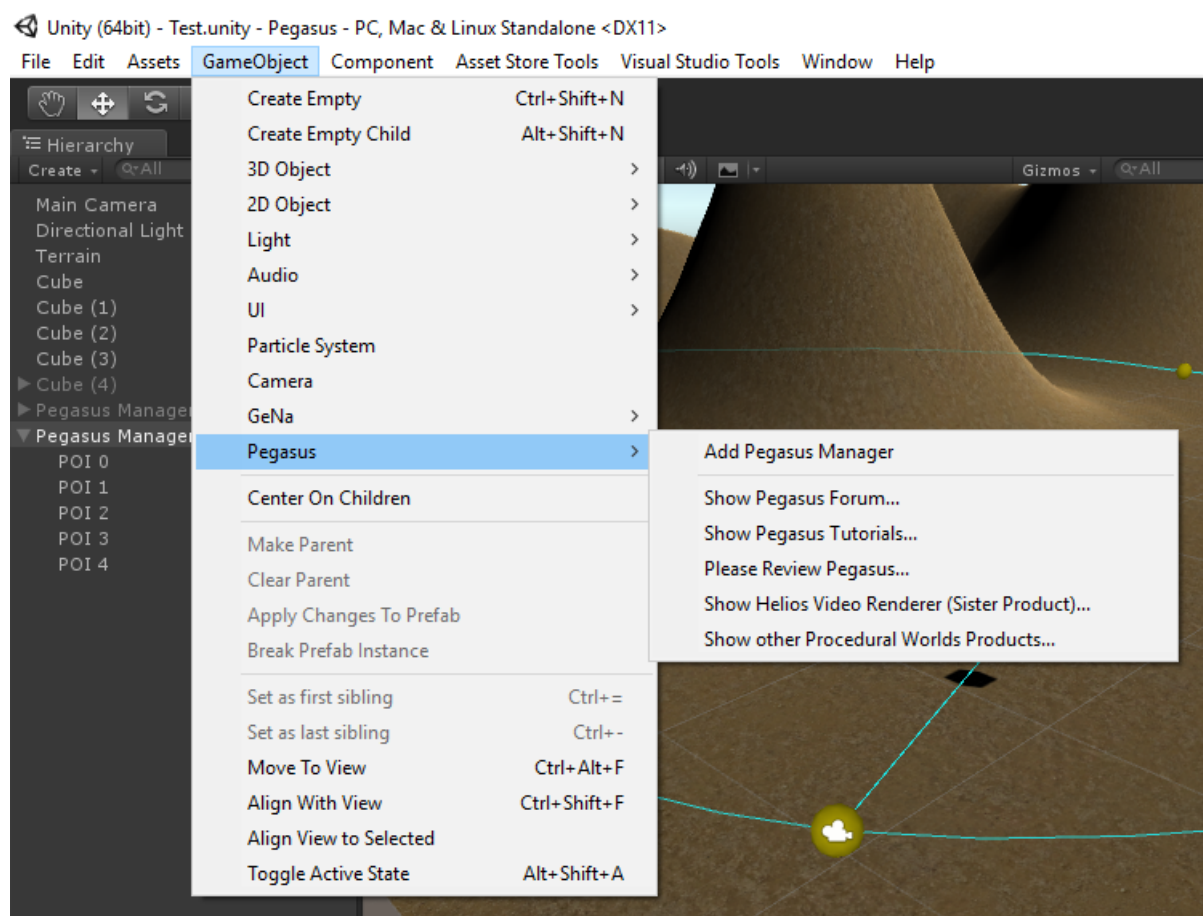 Unity (64bit) - Test.unity - Pegasus - PC, Mac & Linux Standalone <DX11>
File Edit Assets GameObject Component Asset Store Tools Visual Studio Tools Window Help
Hierarchy
Create All
Gizmos All
Main Camera
Directional Light
Terrain
Cube
Cube (1)
Cube (2)
Cube (3)
Cube (4)
Pegasus Manager
Pegasus Manager
POI 0
POI 1
POI 2
POI 3
POI 4
Create Empty Ctrl+Shift+N
Create Empty Child Alt+Shift+N
3D Object
2D Object
Light
Audio
UI
Particle System
Camera
GeNa
Pegasus
Center On Children
Make Parent
Clear Parent
Apply Changes To Prefab
Break Prefab Instance
Set as first sibling Ctrl+=
Set as last sibling Ctrl+-
Move To View Ctrl+Alt+F
Align With View Ctrl+Shift+F
Align View to Selected
Toggle Active State Alt+Shift+A
Add Pegasus Manager
Show Pegasus Forum...
Show Pegasus Tutorials...
Please Review Pegasus...
Show Helios Video Renderer (Sister Product)...
Show other Procedural Worlds Products...